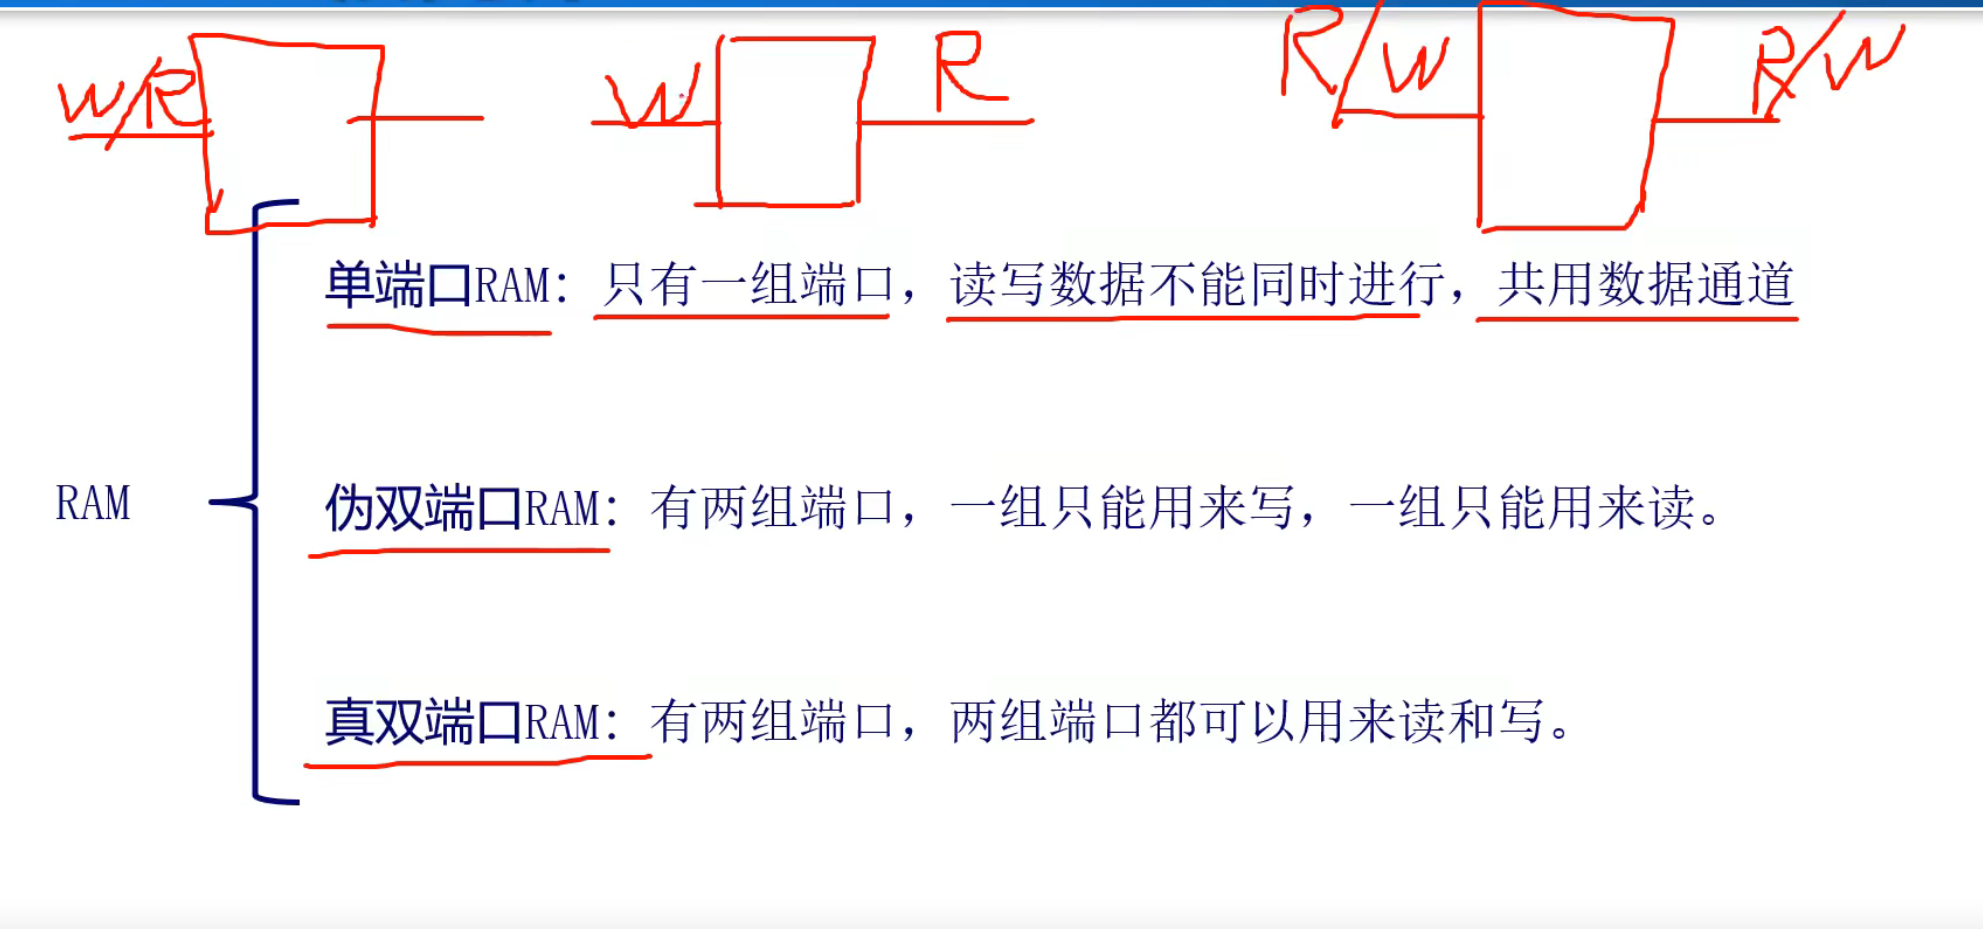 W/R
W
R
R/W
R/W
单端口RAM：只有一组端口，读写数据不能同时进行，共用数据通道
RAM
伪双端口RAM：有两组端口，一组只能用来写，一组只能用来读。
真双端口RAM：有两组端口，两组端口都可以用来读和写。